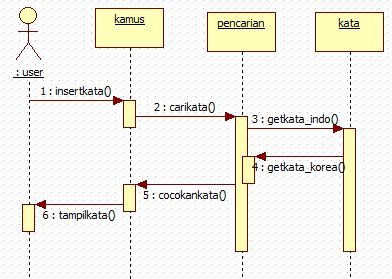 kamus
pencarian
kata
: user
1 : insertkata()
2 : carikata()
3 : getkata_indo()
4 : getkata_korea()
5 : cocokankata()
6 : tampilkata()